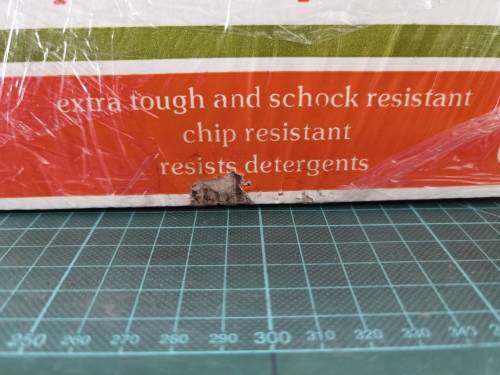 extra tough and schock resistant
chip resistant
resists detergents
250 260 270 280 290 300 310 320 330 340